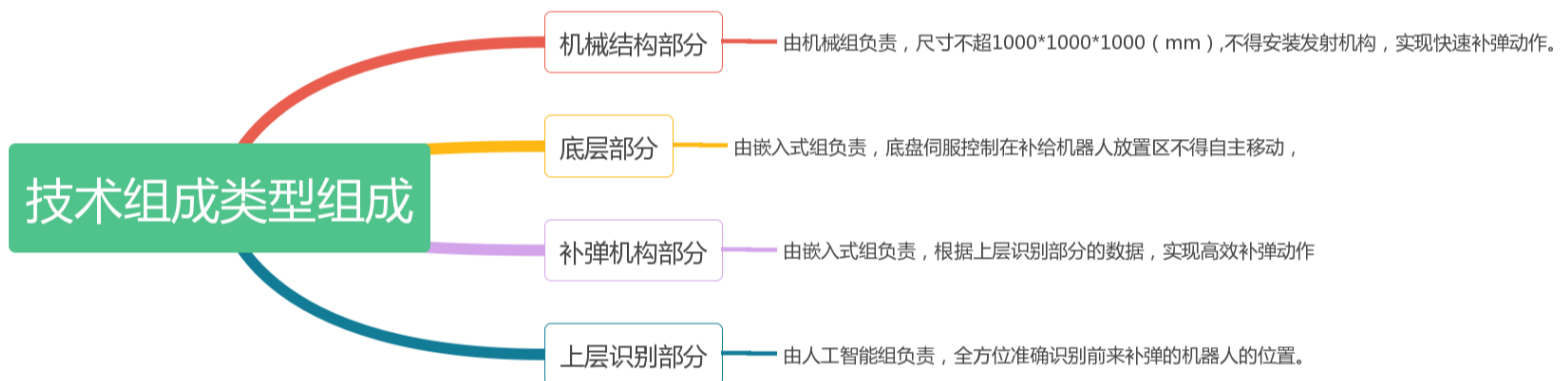 机械结构部分
由机械组负责，尺寸不超1000*1000*1000（mm）,不得安装发射机构，实现快速补弹动作。
底层部分
由嵌入式组负责，底盘伺服控制在补给机器人放置区不得自主移动，
技术组成类型组成
补弹机构部分
由嵌入式组负责，根据上层识别部分的数据，实现高效补弹动作
上层识别部分
由人工智能组负责，全方位准确识别前来补弹的机器人的位置。